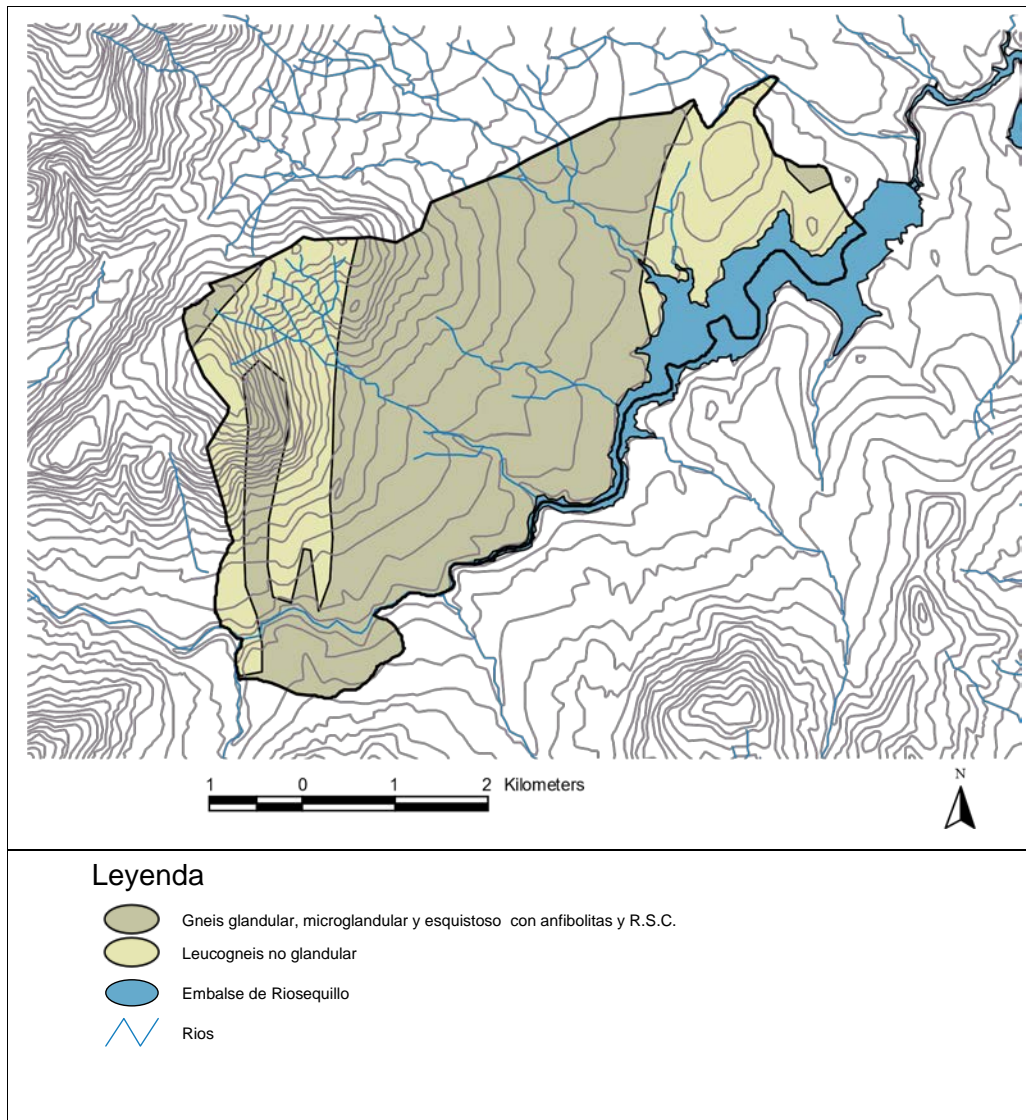 1 0 1 2 Kilometers
N
Leyenda
Gneis glandular, microglandular y esquistoso con anfibolitas y R.S.C.
Leucogneis no glandular
Embalse de Riosequillo
Rios